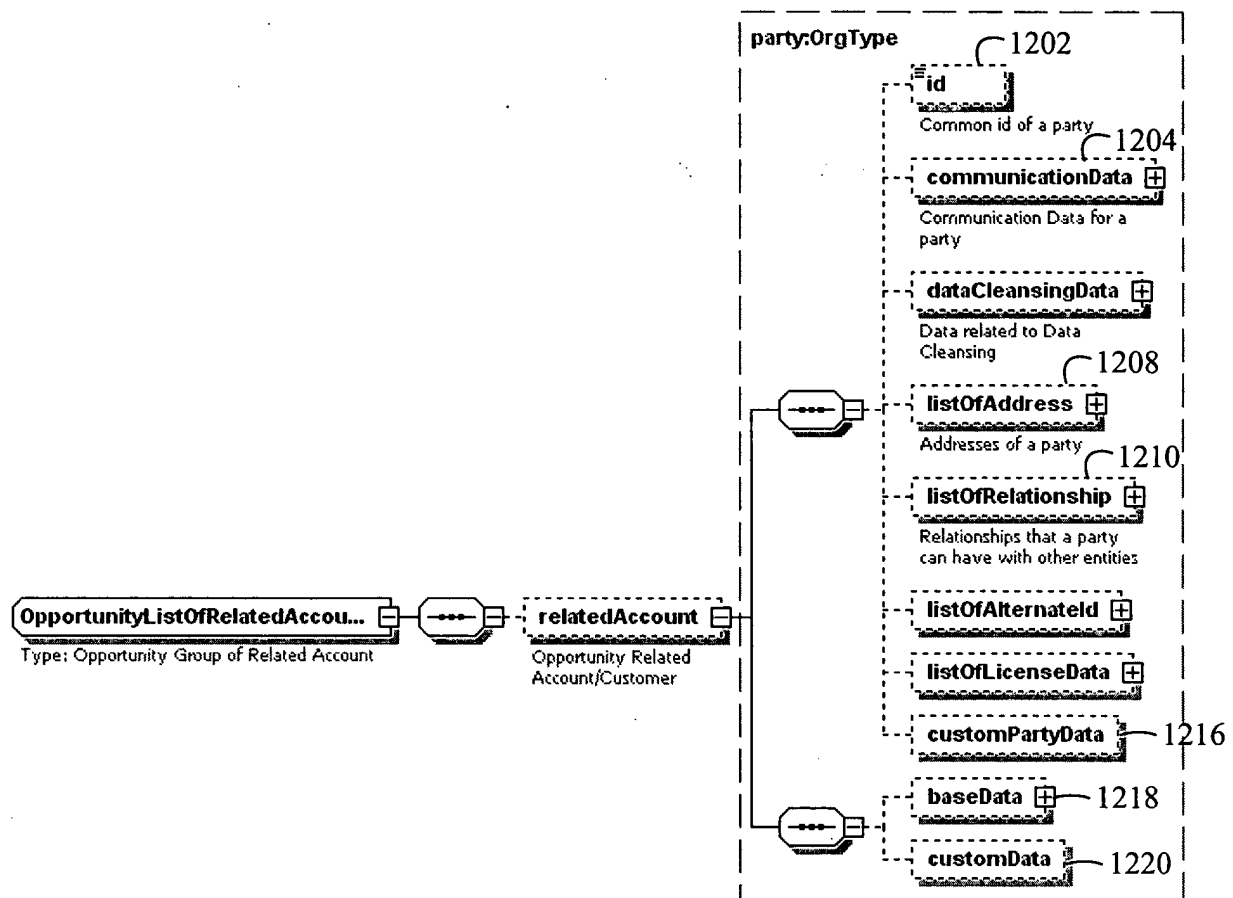 party:OrgType
1202
id
Common id of a party
1204
communicationData
Communication Data for a
party
dataCleansingData
Data related to Data
Cleansing
1208
listOfAddress
Addresses of a party
1210
listOfRelationship
Relationships that a party
can have with other entities
OpportunityListOfRelatedAccou...
Type: Opportunity Group of Related Account
relatedAccount
Opportunity Related
Account/Customer
listOfAlternateId
listOfLicenseData
customPartyData
1216
baseData
1218
customData
1220